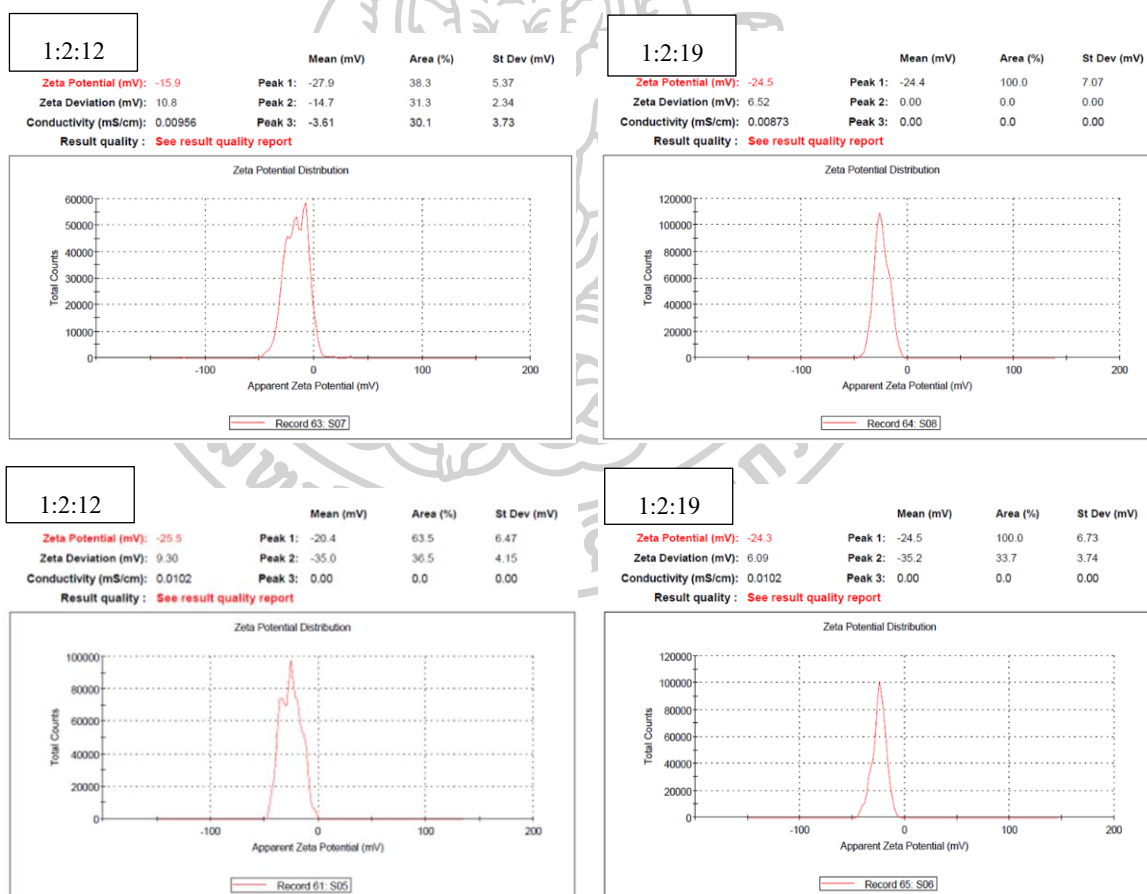 1:2:12
Mean (mV) Area (%) St Dev (mV)
Zeta Potential (mV): -15.9 Peak 1: -27.9 38.3 5.37
Zeta Deviation (mV): 10.8 Peak 2: -14.7 31.3 2.34
Conductivity (mS/cm): 0.00956 Peak 3: -3.61 30.1 3.73
Result quality : See result quality report
Zeta Potential Distribution
60000
50000
40000
30000
20000
10000
0
Total Counts
-100 0 100 200
Apparent Zeta Potential (mV)
Record 63: S07
1:2:19
Mean (mV) Area (%) St Dev (mV)
Zeta Potential (mV): -24.5 Peak 1: -24.4 100.0 7.07
Zeta Deviation (mV): 6.52 Peak 2: 0.00 0.0 0.00
Conductivity (mS/cm): 0.00873 Peak 3: 0.00 0.0 0.00
Result quality : See result quality report
Zeta Potential Distribution
120000
100000
80000
60000
40000
20000
0
Total Counts
-100 0 100 200
Apparent Zeta Potential (mV)
Record 64: S08
1:2:12
Mean (mV) Area (%) St Dev (mV)
Zeta Potential (mV): -25.5 Peak 1: -20.4 63.5 6.47
Zeta Deviation (mV): 9.30 Peak 2: -35.0 36.5 4.15
Conductivity (mS/cm): 0.0102 Peak 3: 0.00 0.0 0.00
Result quality : See result quality report
Zeta Potential Distribution
100000
80000
60000
40000
20000
0
Total Counts
-100 0 100 200
Apparent Zeta Potential (mV)
Record 61: S05
1:2:19
Mean (mV) Area (%) St Dev (mV)
Zeta Potential (mV): -24.3 Peak 1: -24.5 100.0 6.73
Zeta Deviation (mV): 6.09 Peak 2: -35.2 33.7 3.74
Conductivity (mS/cm): 0.0102 Peak 3: 0.00 0.0 0.00
Result quality : See result quality report
Zeta Potential Distribution
120000
100000
80000
60000
40000
20000
0
Total Counts
-100 0 100 200
Apparent Zeta Potential (mV)
Record 65: S06